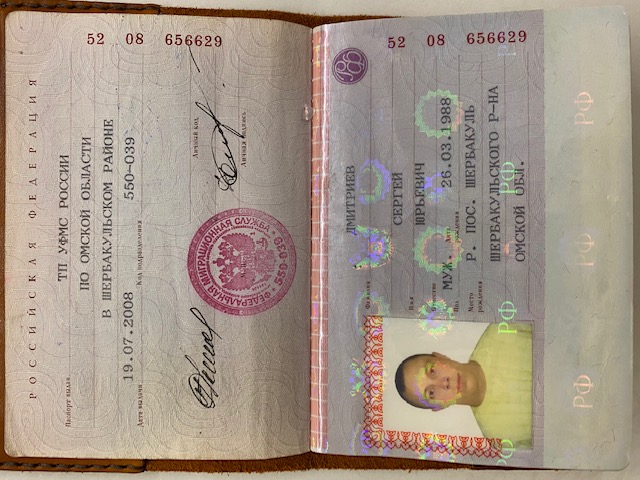 РОССИЙСКАЯ ФЕДЕРАЦИЯ
Паспорт выдан ТП УФМС РОССИИ
ПО ОМСКОЙ ОБЛАСТИ
В ШЕРБАКУЛЬСКОМ РАЙОНЕ
Дата выдачи 19.07.2008 Код подразделения 550-039
52 08 656629
Личный код
Личная подпись
ФЕДЕРАЛЬНАЯ МИГРАЦИОННАЯ СЛУЖБА
550-039
РФ
Фамилия ДМИТРИЕВ
Имя СЕРГЕЙ
Отчество ЮРЬЕВИЧ
Пол МУЖ. Дата рождения 26.03.1988
Место рождения Р. ПОС. ШЕРБАКУЛЬ
ШЕРБАКУЛЬСКОГО Р-НА
ОМСКОЙ ОБЛ.
52 08 656629
РФ РФ РФ
РФ РФ РФ